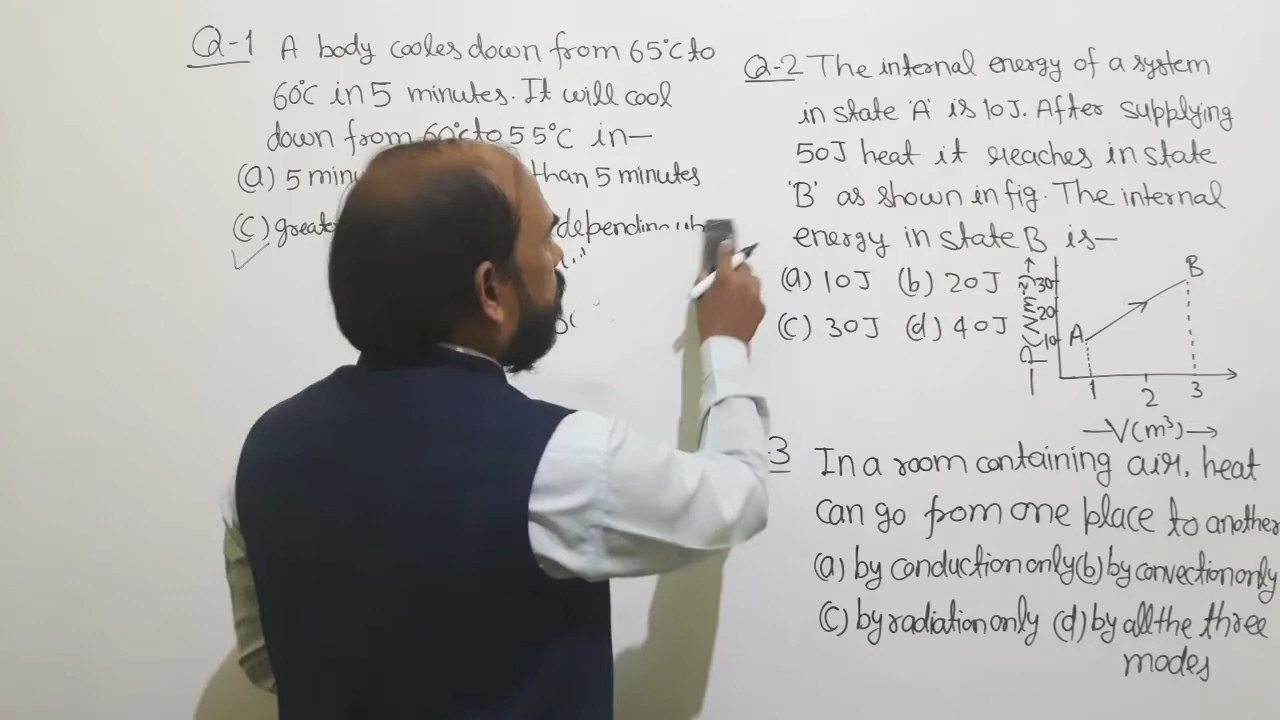 Q-1 A body cooles down from 65°C to
60°C in 5 minutes. It will cool
down from 60°C to 55°C in—
(a) 5 minu than 5 minutes
(C) great depending
Q-2 The internal energy of a system
in state 'A' is 10J. After supplying
50J heat it reaches in state
'B' as shown in fig. The internal
energy in state B is—
(a) 10J (b) 20J
(C) 30J (d) 40J
P(N/m²)→
30
20
10
A
B
1 2 3
—V(m³)→
3 In a room containing air, heat
can go from one place to another
(a) by conduction only (b) by convection only
(C) by radiation only (d) by all the three
modes